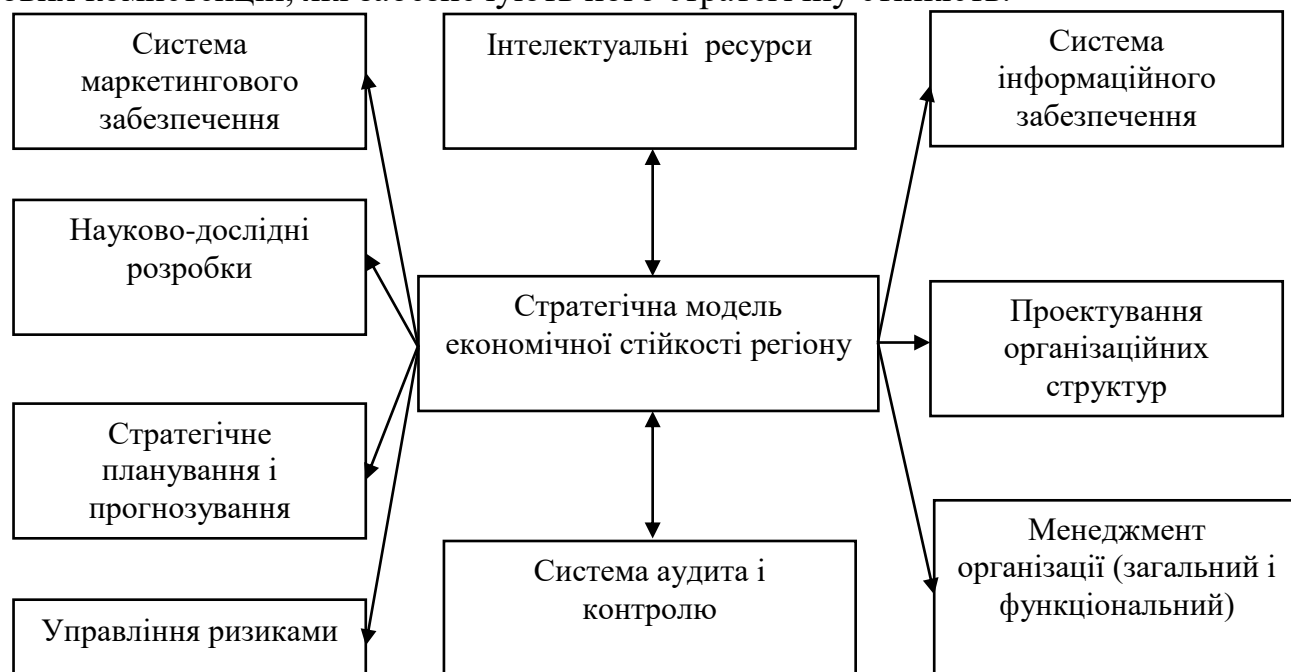 Система
маркетингового
забезпечення
Інтелектуальні ресурси
Система
інформаційного
забезпечення
Науково-дослідні
розробки
Стратегічна модель
економічної стійкості регіону
Проектування
організаційних
структур
Стратегічне
планування і
прогнозування
Система аудита і
контролю
Менеджмент
організації (загальний і
функціональний)
Управління ризиками